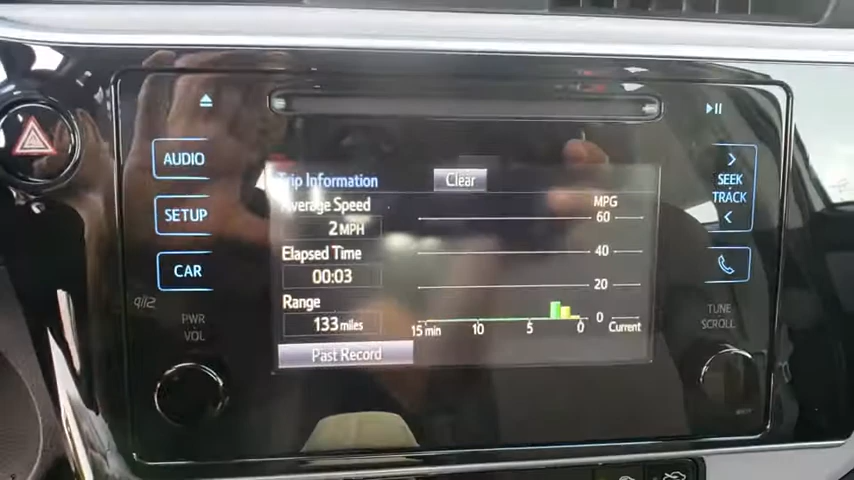 AUDIO
SETUP
CAR
PWR
VOL
Trip Information
Clear
Average Speed
2 MPH
Elapsed Time
00:03
Range
133 miles
Past Record
MPG
60
40
20
0
15 min
10
5
0
Current
SEEK
TRACK
TUNE
SCROLL